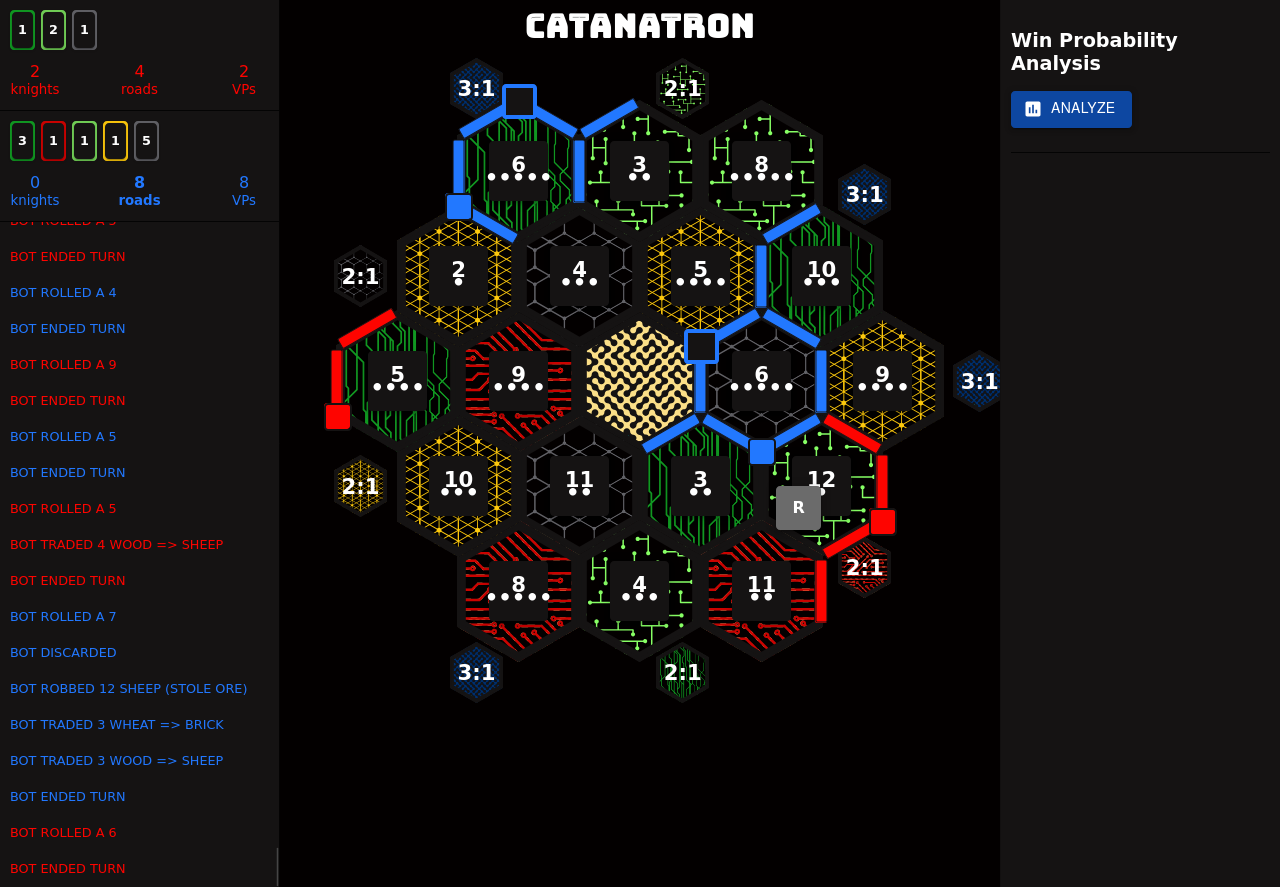 1 2 1
2 4 2
knights roads VPs
3 1 1 1 5
0 8 8
knights roads VPs
BOT ENDED TURN
BOT ROLLED A 4
BOT ENDED TURN
BOT ROLLED A 9
BOT ENDED TURN
BOT ROLLED A 5
BOT ENDED TURN
BOT ROLLED A 5
BOT TRADED 4 WOOD => SHEEP
BOT ENDED TURN
BOT ROLLED A 7
BOT DISCARDED
BOT ROBBED 12 SHEEP (STOLE ORE)
BOT TRADED 3 WHEAT => BRICK
BOT TRADED 3 WOOD => SHEEP
BOT ENDED TURN
BOT ROLLED A 6
BOT ENDED TURN
CATANATRON
3:1 2:1
6 3 8
3:1
2:1 2 4 5 10
5 9 6 9 3:1
2:1 10 11 3 12
R
2:1
8 4 11
3:1 2:1
Win Probability
Analysis
ANALYZE